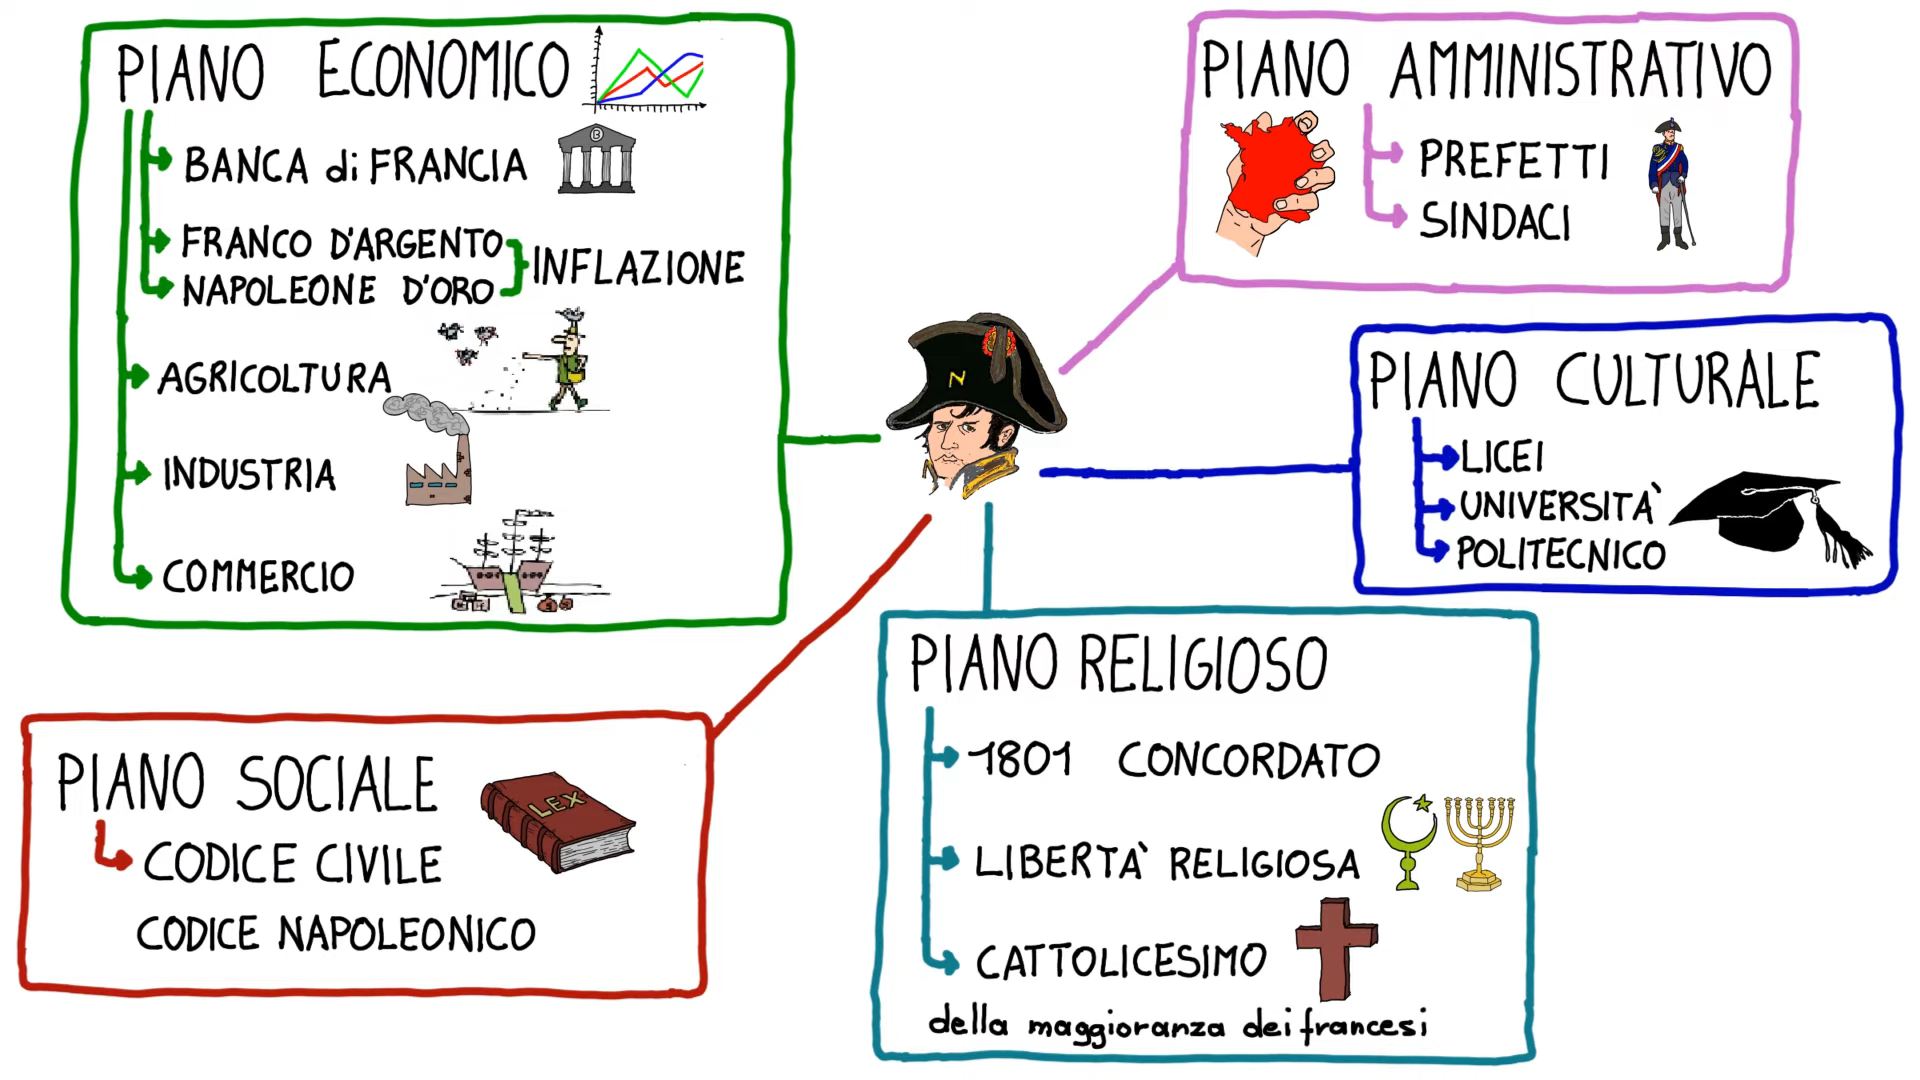 PIANO ECONOMICO
B
BANCA di FRANCIA
FRANCO D'ARGENTO
NAPOLEONE D'ORO
INFLAZIONE
AGRICOLTURA
INDUSTRIA
COMMERCIO
PIANO AMMINISTRATIVO
PREFETTI
SINDACI
N
PIANO CULTURALE
LICEI
UNIVERSITÀ
POLITECNICO
PIANO SOCIALE
LEX
CODICE CIVILE
CODICE NAPOLEONICO
PIANO RELIGIOSO
1801 CONCORDATO
LIBERTÀ RELIGIOSA
CATTOLICESIMO
della maggioranza dei francesi